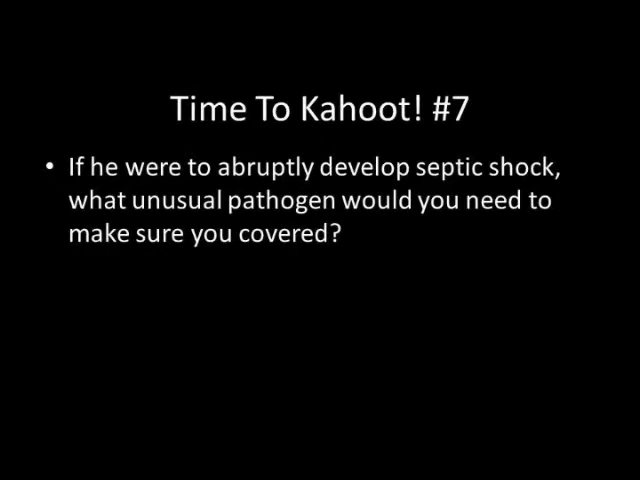 Time To Kahoot! #7
• If he were to abruptly develop septic shock,
what unusual pathogen would you need to
make sure you covered?